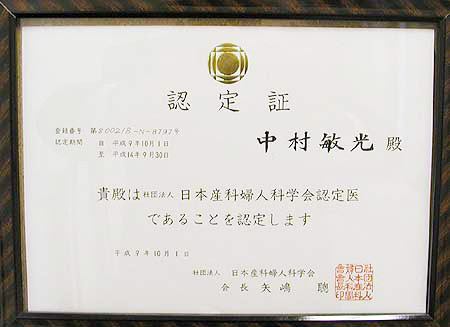 認定証
登録番号 第80021B-N-8797号
認定期間 自 平成9年10月1日
至 平成14年9月30日
中村敏光 殿
貴殿は社団法人 日本産科婦人科学会認定医
であることを認定します
平成9年10月1日
社団法人 日本産科婦人科学会
会長 矢嶋 聰